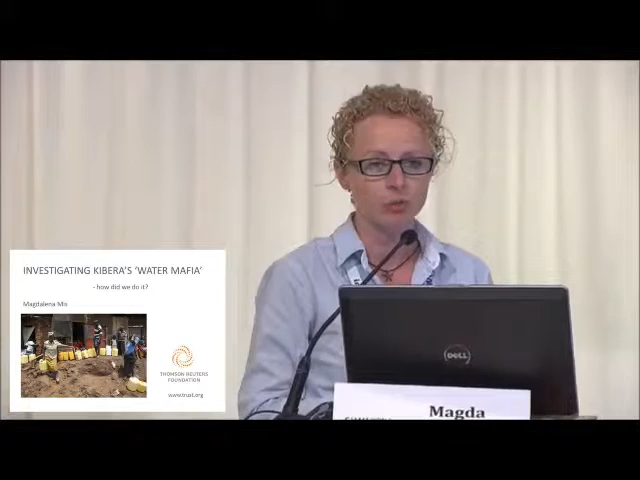 INVESTIGATING KIBERA'S 'WATER MAFIA'
- how did we do it?
Magdalena Mis
THOMSON REUTERS
FOUNDATION
www.trust.org
DELL
Magda